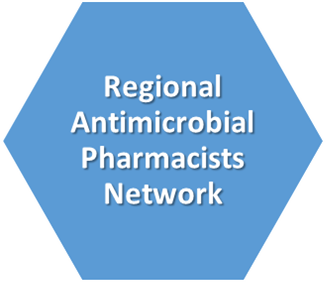 Regional
Antimicrobial
Pharmacists
Network